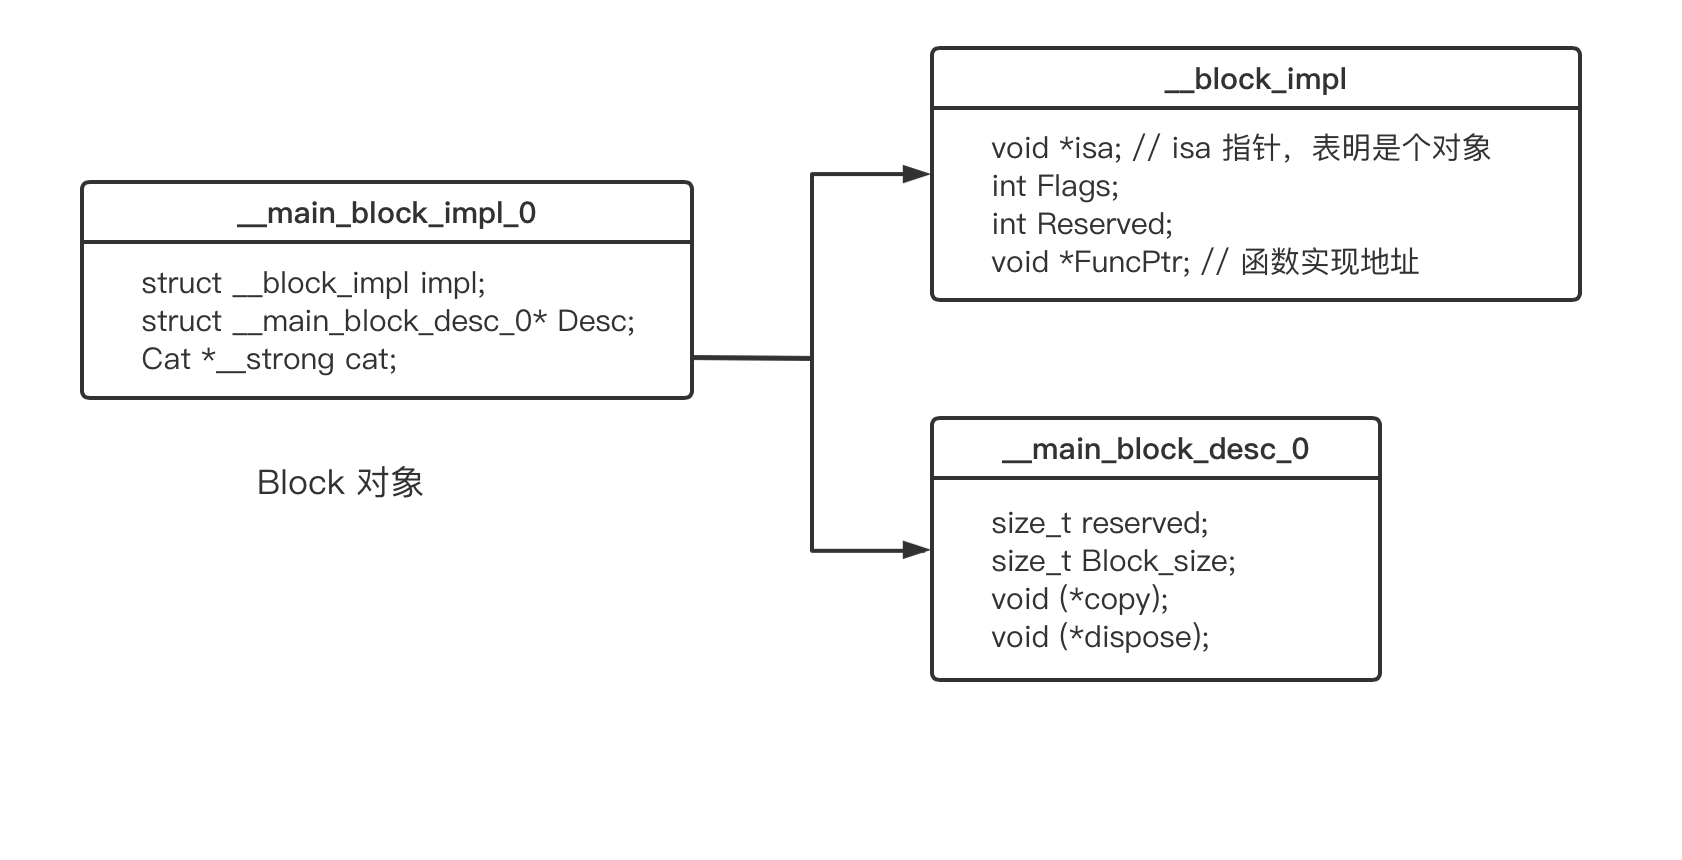 __main_block_impl_0
struct __block_impl impl;
struct __main_block_desc_0* Desc;
Cat *__strong cat;
Block 对象
__block_impl
void *isa; // isa 指针，表明是个对象
int Flags;
int Reserved;
void *FuncPtr; // 函数实现地址
__main_block_desc_0
size_t reserved;
size_t Block_size;
void (*copy);
void (*dispose);